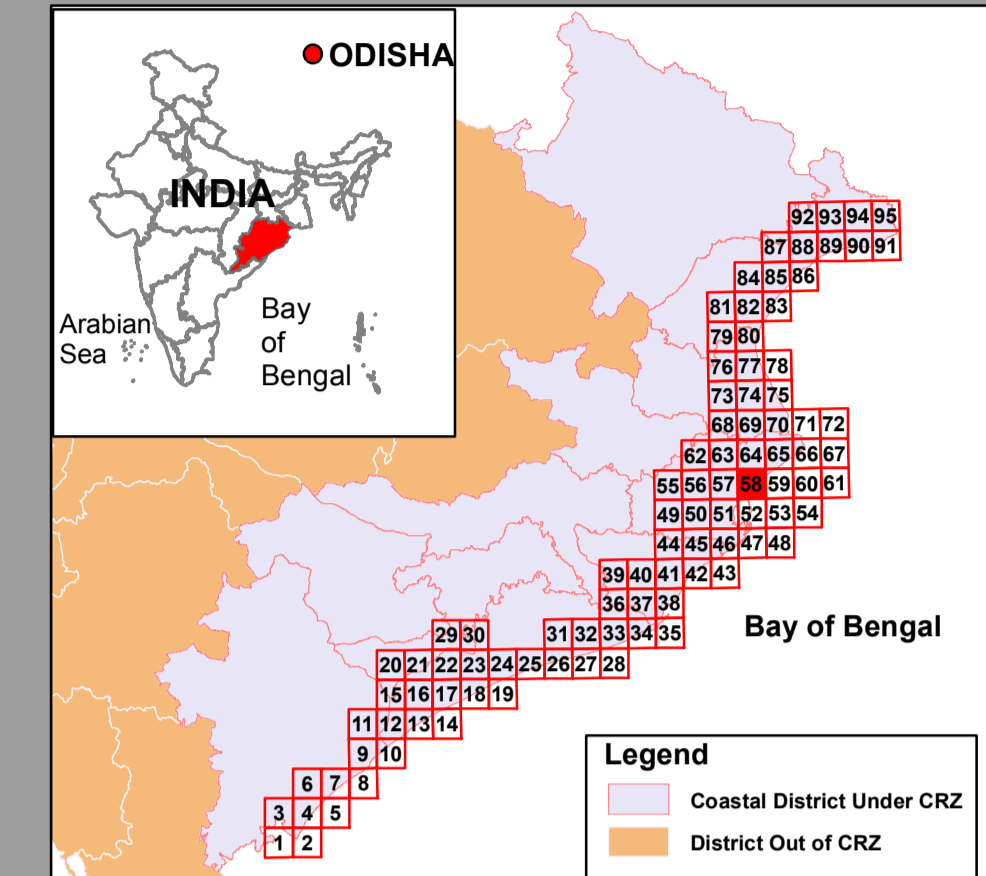 ODISHA
INDIA
Arabian
Sea
Bay
of
Bengal
92 93 94 95
87 88 89 90 91
84 85 86
81 82 83
79 80
76 77 78
73 74 75
68 69 70 71 72
62 63 64 65 66 67
55 56 57 58 59 60 61
49 50 51 52 53 54
44 45 46 47 48
39 40 41 42 43
36 37 38
29 30 31 32 33 34 35
20 21 22 23 24 25 26 27 28
15 16 17 18 19
11 12 13 14
9 10
6 7 8
3 4 5
1 2
Bay of Bengal
Legend
Coastal District Under CRZ
District Out of CRZ